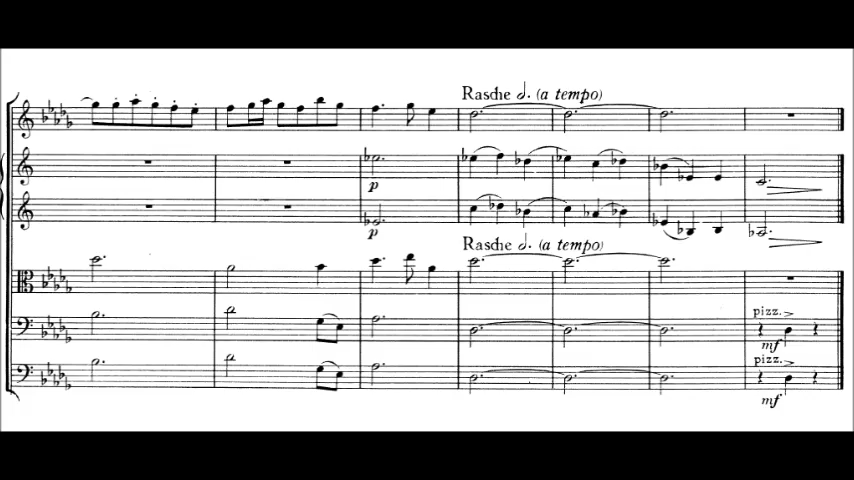 Rasche 𝅗𝅥. (a tempo)
p
p
Rasche 𝅗𝅥. (a tempo)
pizz.
mf
pizz.
mf